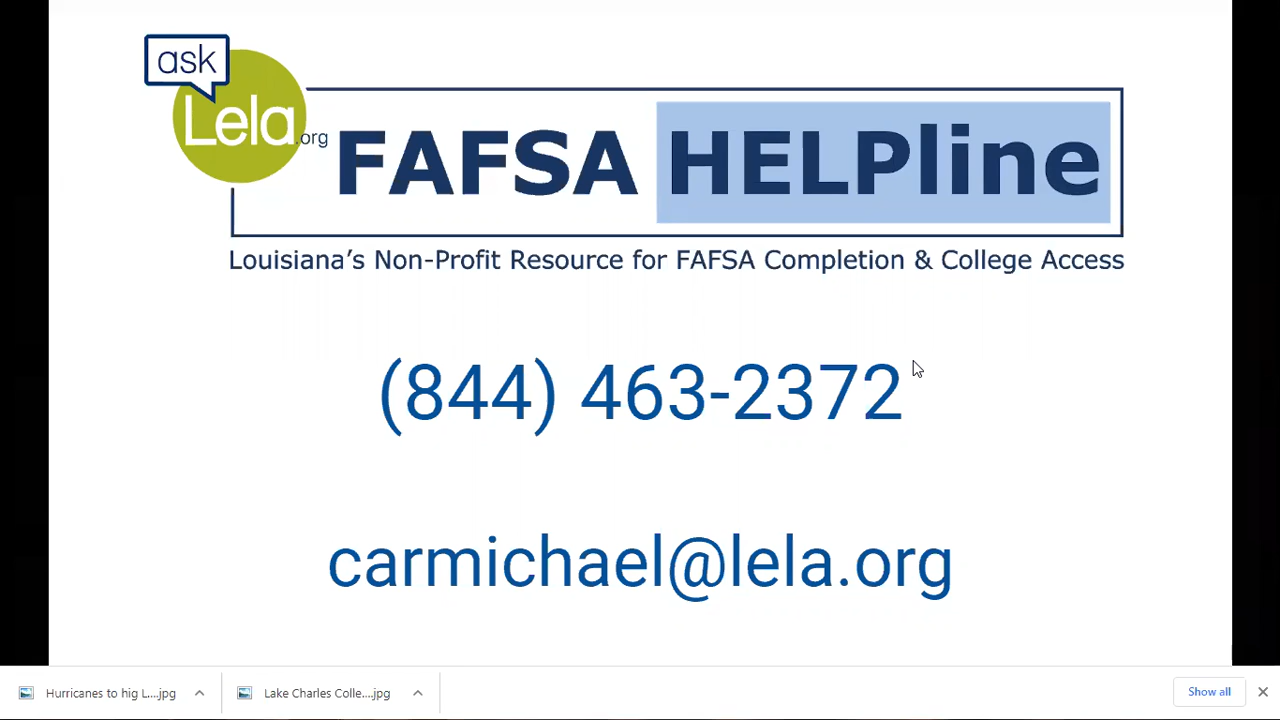 ask
Lela.org
FAFSA HELPline
Louisiana's Non-Profit Resource for FAFSA Completion & College Access
(844) 463-2372
carmichael@lela.org
Hurricanes to hig L....jpg
Lake Charles Colle....jpg
Show all